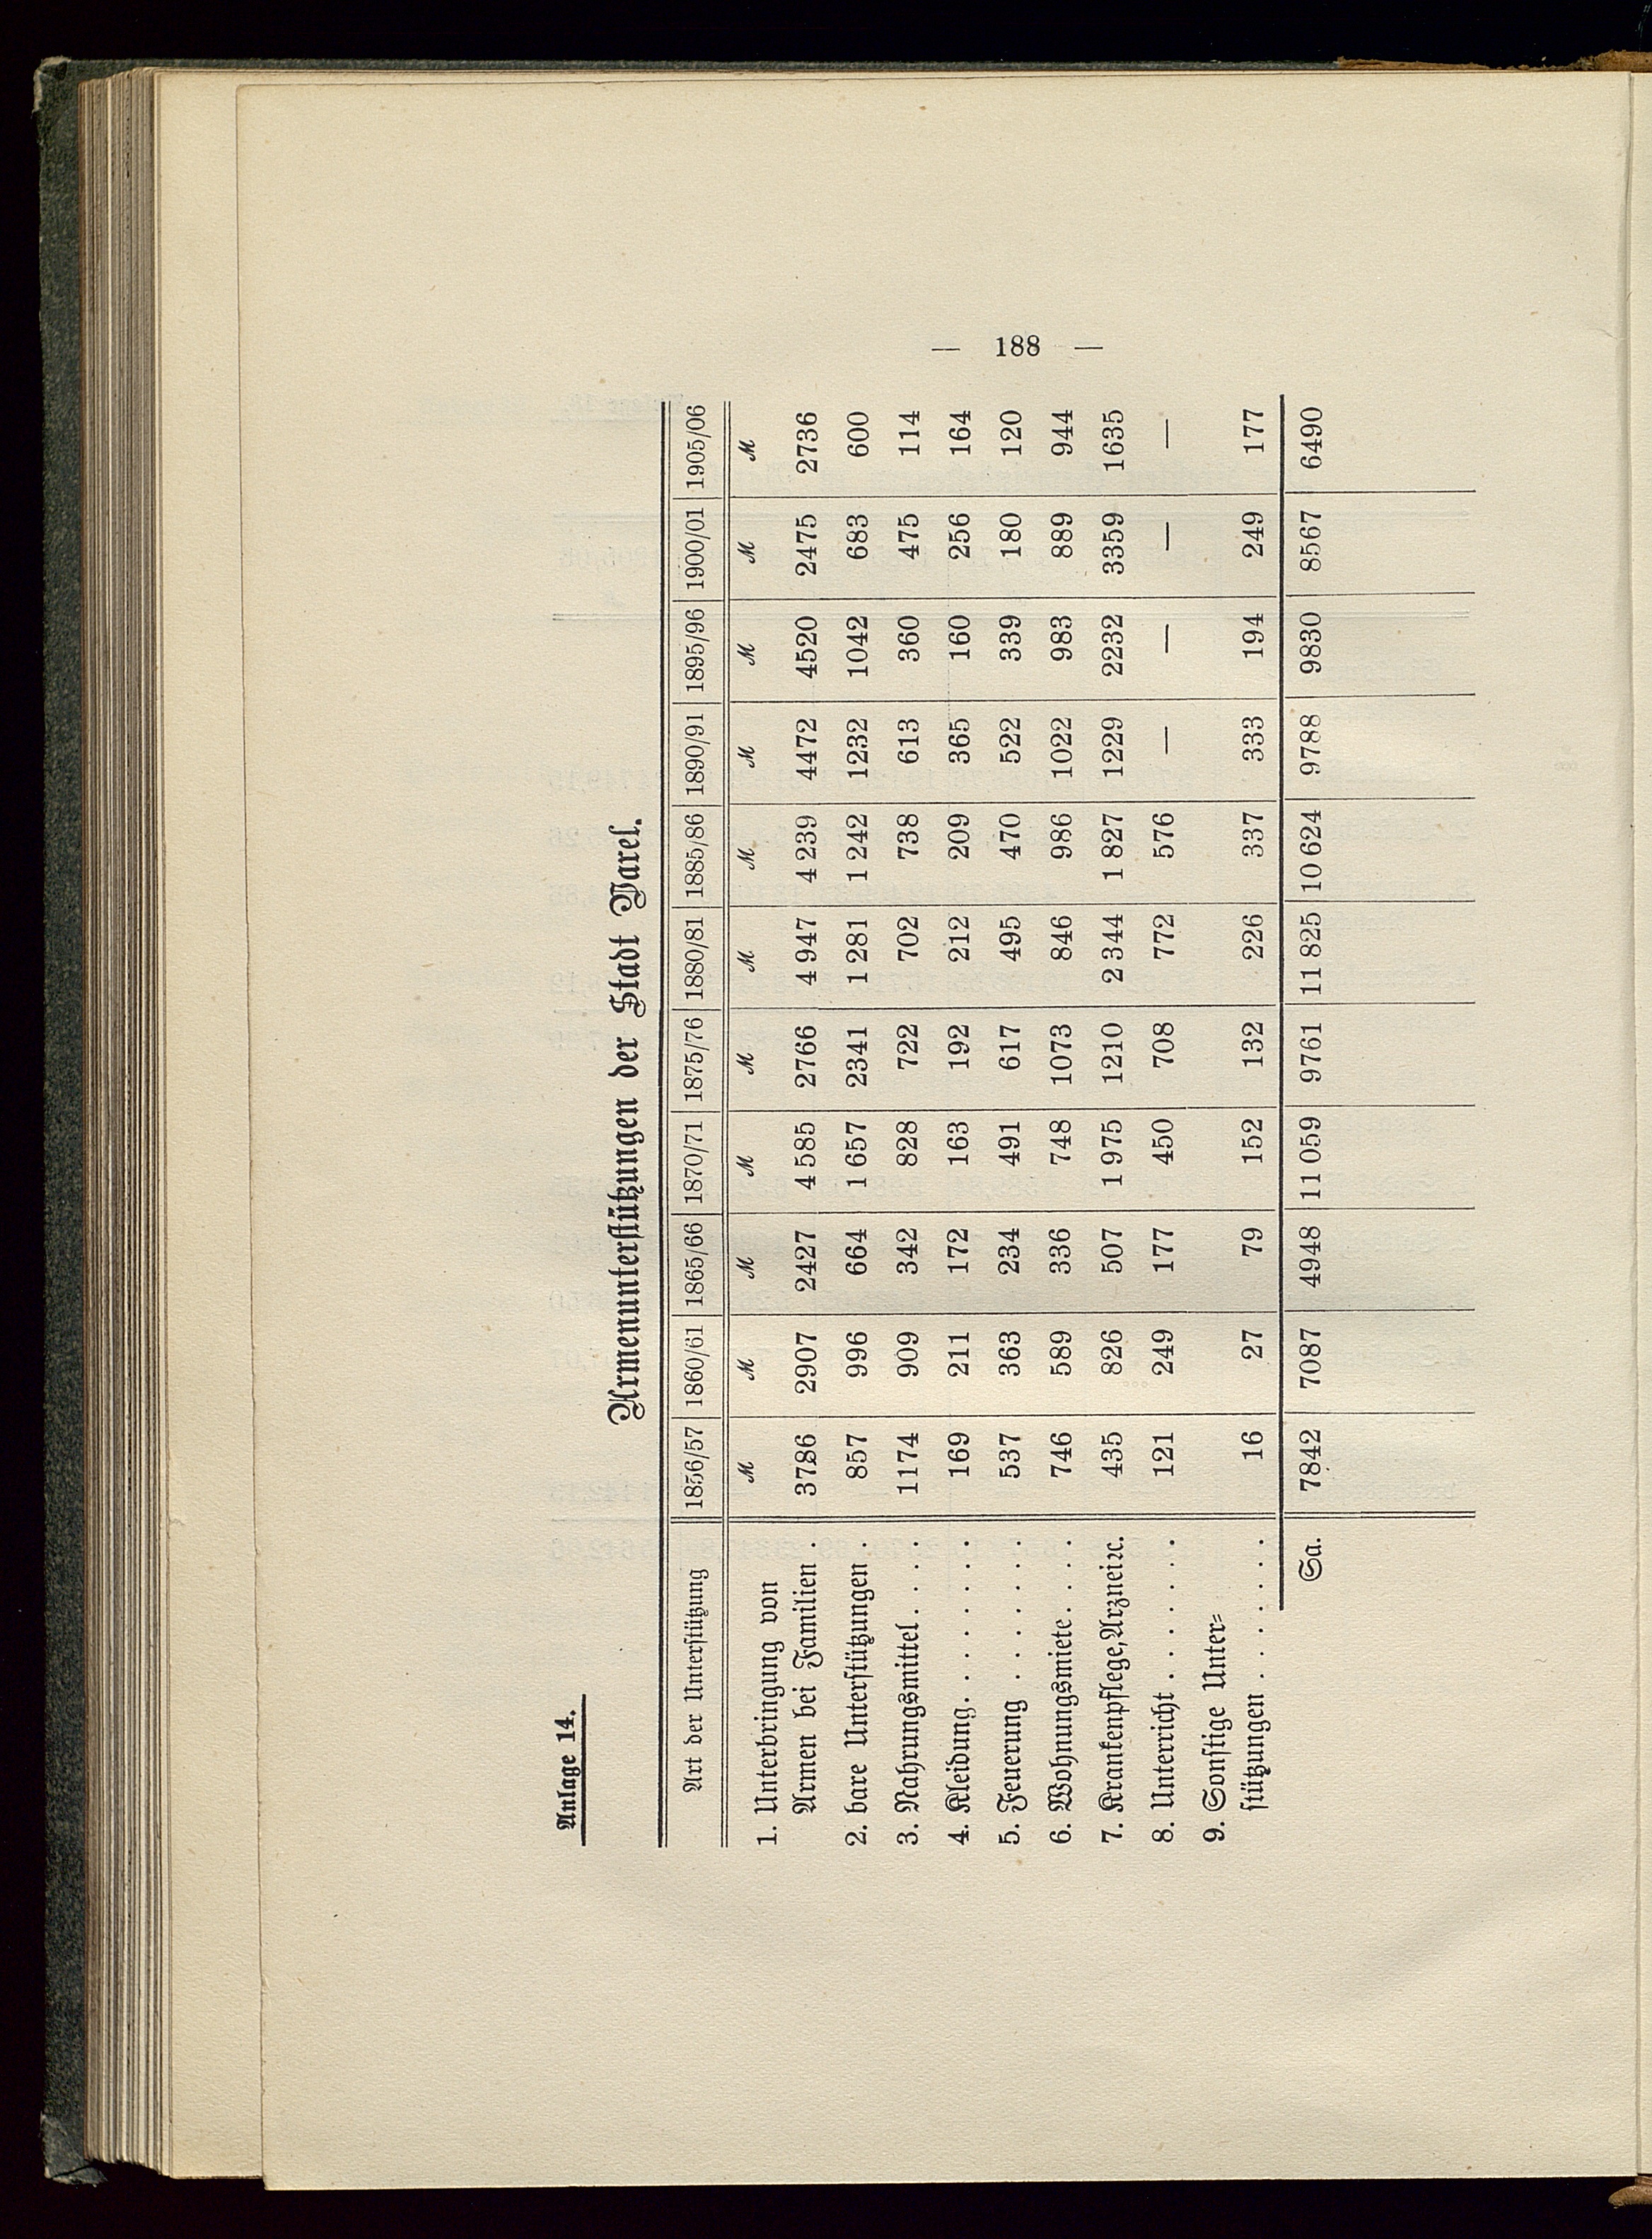 — 188 —
Anlage 14.
Armenunterstützungen der Stadt Varel.
Art der Unterstützung | 1856/57 | 1860/61 | 1865/66 | 1870/71 | 1875/76 | 1880/81 | 1885/86 | 1890/91 | 1895/96 | 1900/01 | 1905/06
ℳ ℳ ℳ ℳ ℳ ℳ ℳ ℳ ℳ ℳ ℳ
1. Unterbringung von
Armen bei Familien . 3786 2907 2427 4 585 2766 4 947 4 239 4472 4520 2475 2736
2. bare Unterstützungen . 857 996 664 1 657 2341 1 281 1 242 1232 1042 683 600
3. Nahrungsmittel . . . . 1174 909 342 828 722 702 738 613 360 475 114
4. Kleidung . . . . . . . 169 211 172 163 192 212 209 365 160 256 164
5. Feuerung . . . . . . 537 363 234 491 617 495 470 522 339 180 120
6. Wohnungsmiete . . . . 746 589 336 748 1073 846 986 1022 983 889 944
7. Krankenpflege, Arznei ꝛc. 435 826 507 1 975 1210 2 344 1 827 1229 2232 3359 1635
8. Unterricht . . . . . . 121 249 177 450 708 772 576 — — — —
9. Sonstige Unter=
stützungen . . . . . . 16 27 79 152 132 226 337 333 194 249 177
Sa. 7842 7087 4948 11 059 9761 11 825 10 624 9788 9830 8567 6490